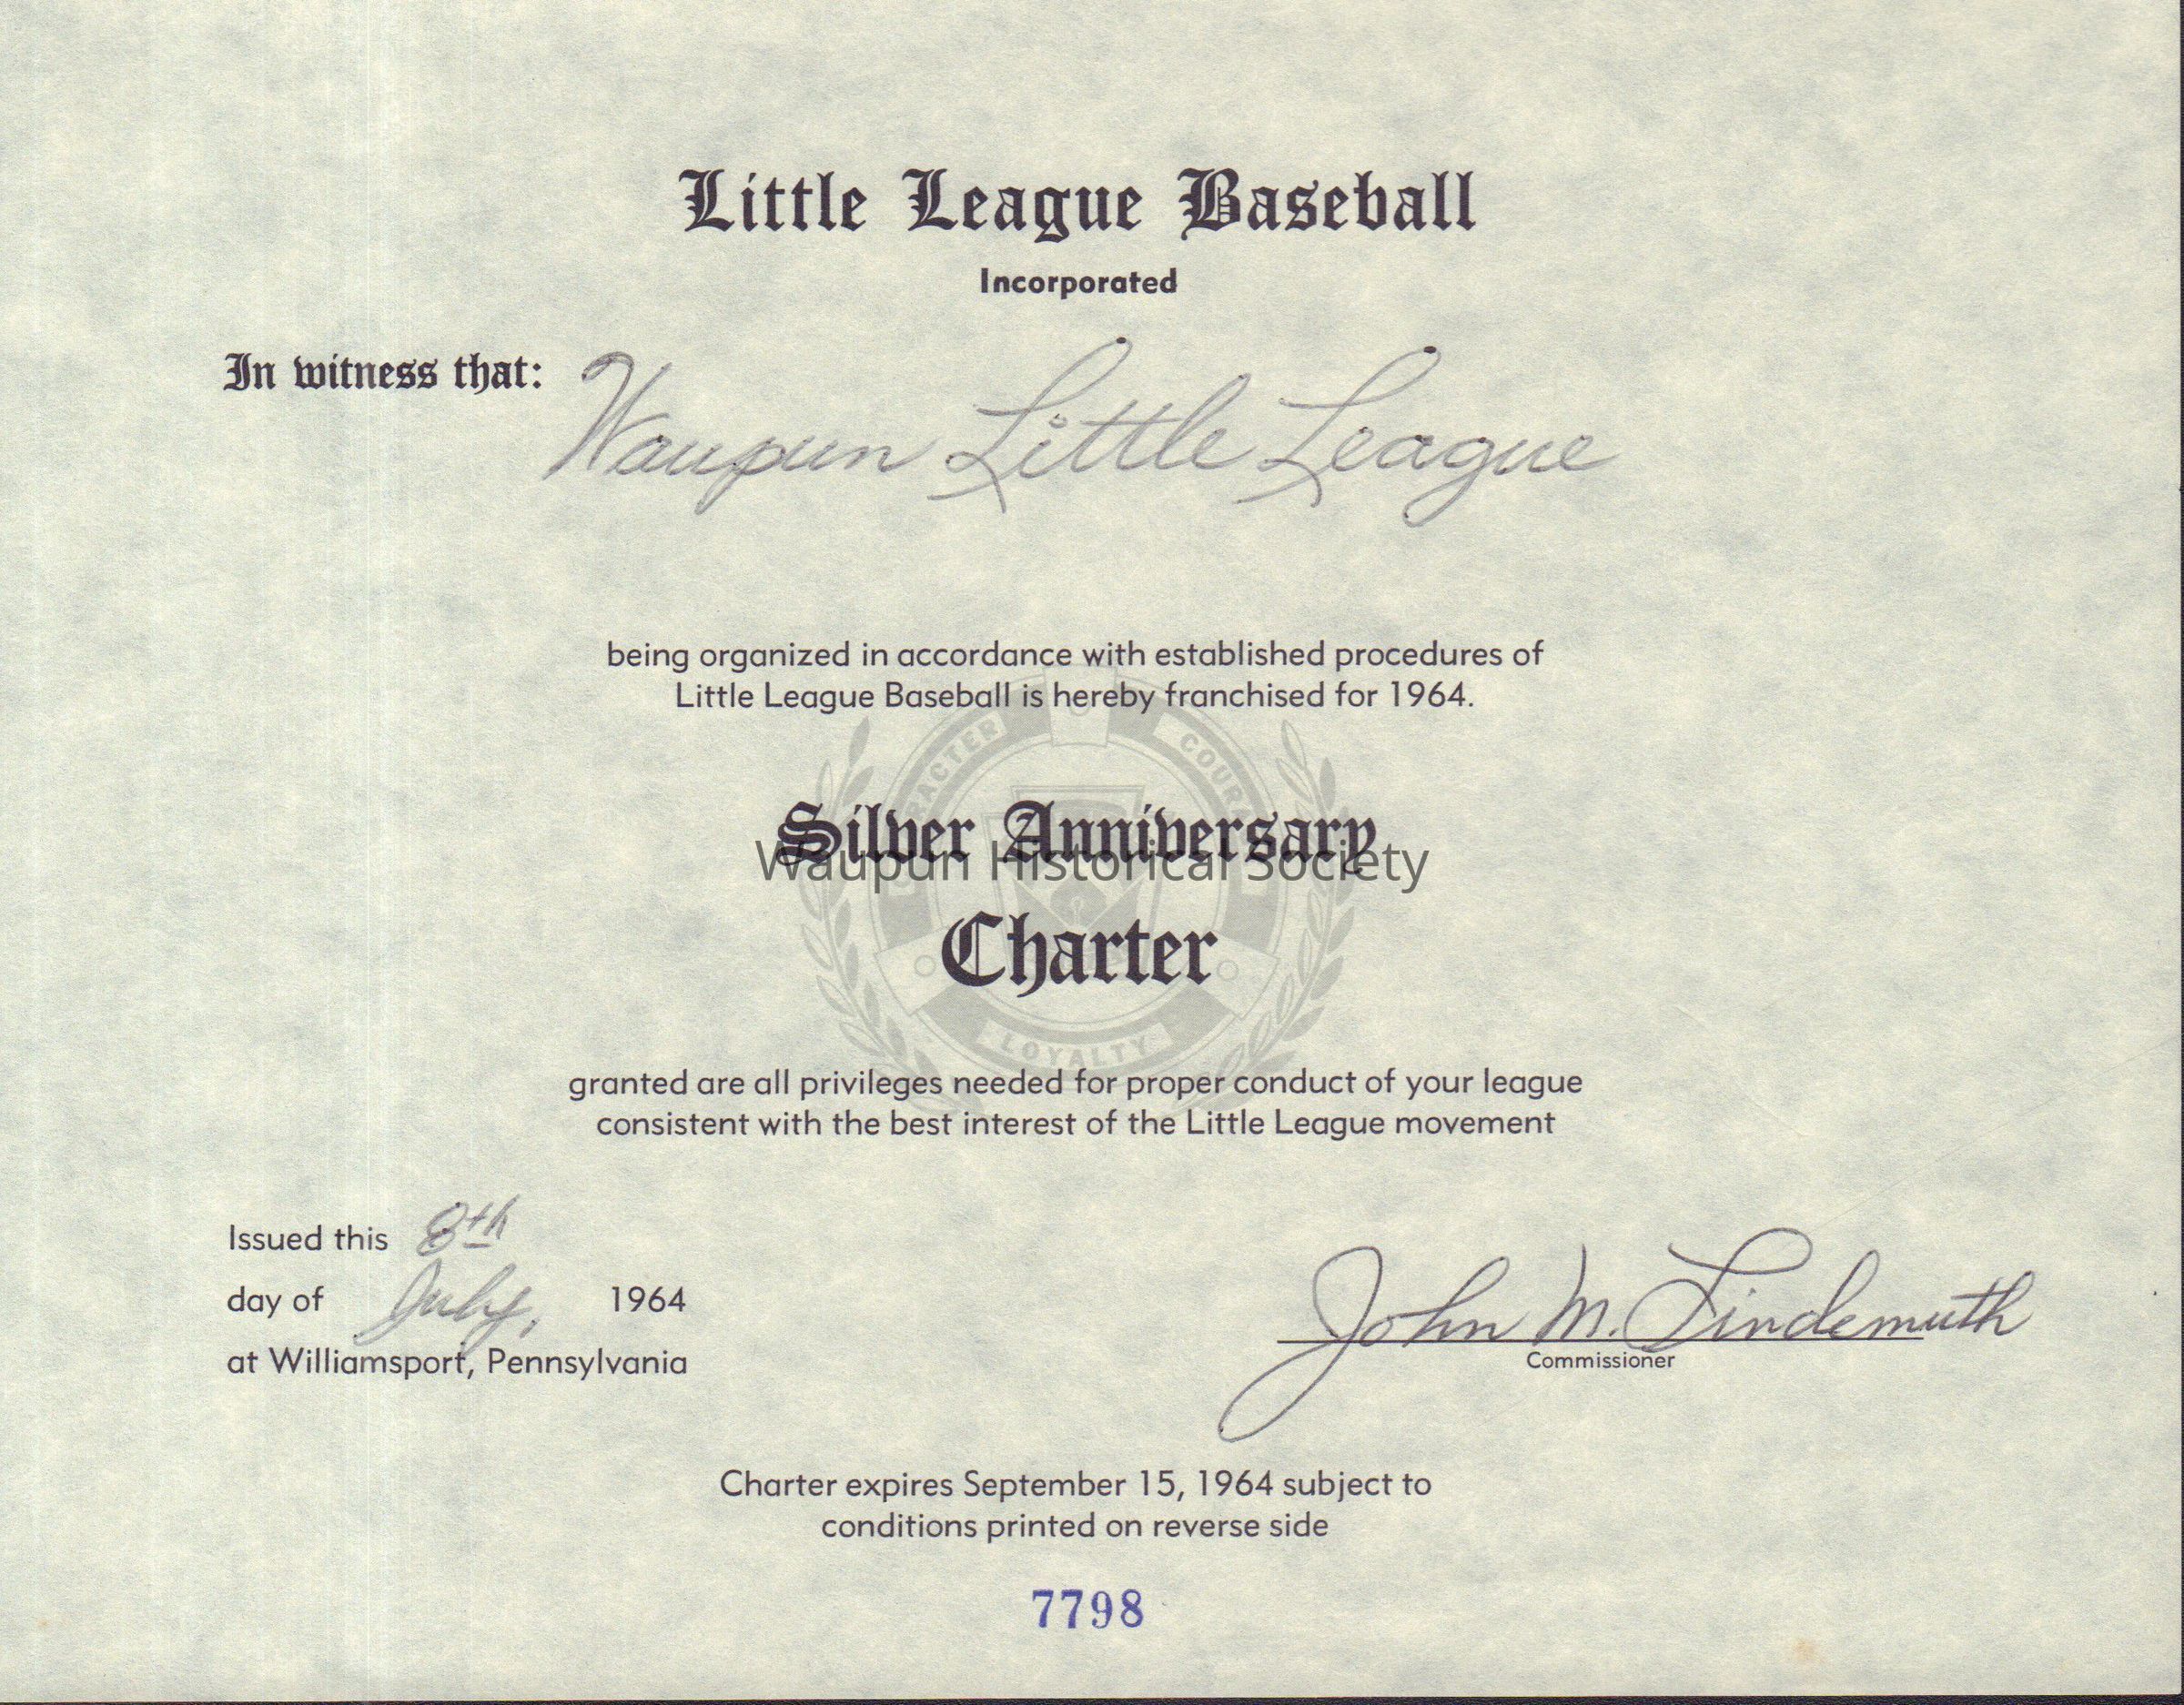 Little League Baseball
Incorporated
In witness that: Waupun Little League
being organized in accordance with established procedures of
Little League Baseball is hereby franchised for 1964.
CHARACTER COURAGE
Silver Anniversary
Waupun Historical Society
Charter
LOYALTY
granted are all privileges needed for proper conduct of your league
consistent with the best interest of the Little League movement
Issued this 8th
day of July, 1964
at Williamsport, Pennsylvania
John M. Lindemuth
Commissioner
Charter expires September 15, 1964 subject to
conditions printed on reverse side
7798